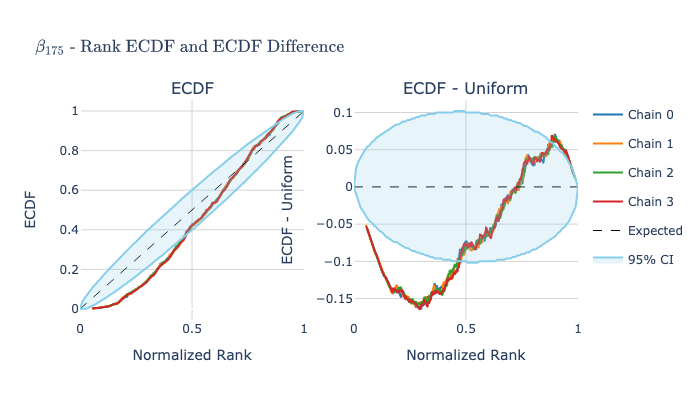 β175 - Rank ECDF and ECDF Difference
ECDF
ECDF - Uniform
1
0.8
0.6
0.4
0.2
0
ECDF
0
0.5
1
Normalized Rank
0.1
0.05
0
−0.05
−0.1
−0.15
ECDF - Uniform
0
0.5
1
Normalized Rank
Chain 0
Chain 1
Chain 2
Chain 3
Expected
95% CI